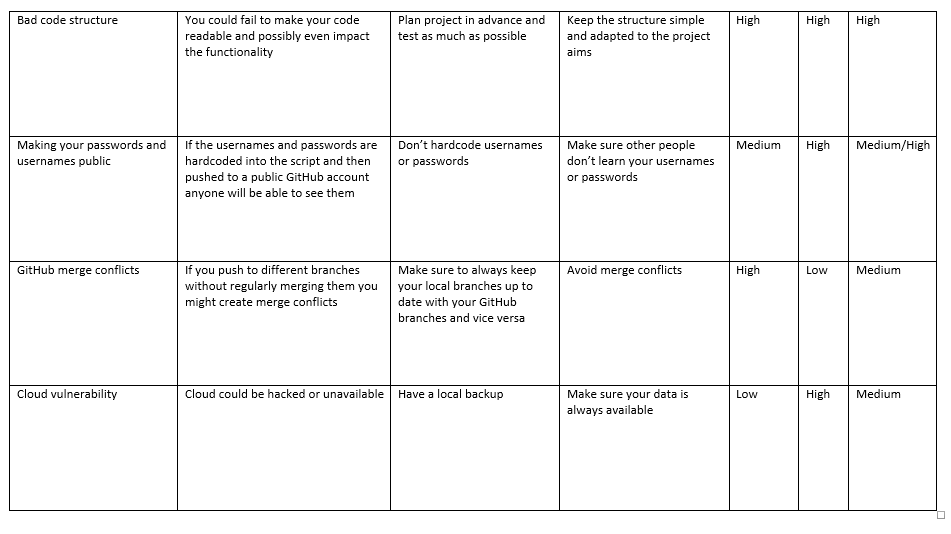 Bad code structure
You could fail to make your code
readable and possibly even impact
the functionality
Plan project in advance and
test as much as possible
Keep the structure simple
and adapted to the project
aims
High
High
High
Making your passwords and
usernames public
If the usernames and passwords are
hardcoded into the script and then
pushed to a public GitHub account
anyone will be able to see them
Don’t hardcode usernames
or passwords
Make sure other people
don’t learn your usernames
or passwords
Medium
High
Medium/High
GitHub merge conflicts
If you push to different branches
without regularly merging them you
might create merge conflicts
Make sure to always keep
your local branches up to
date with your GitHub
branches and vice versa
Avoid merge conflicts
High
Low
Medium
Cloud vulnerability
Cloud could be hacked or unavailable
Have a local backup
Make sure your data is
always available
Low
High
Medium